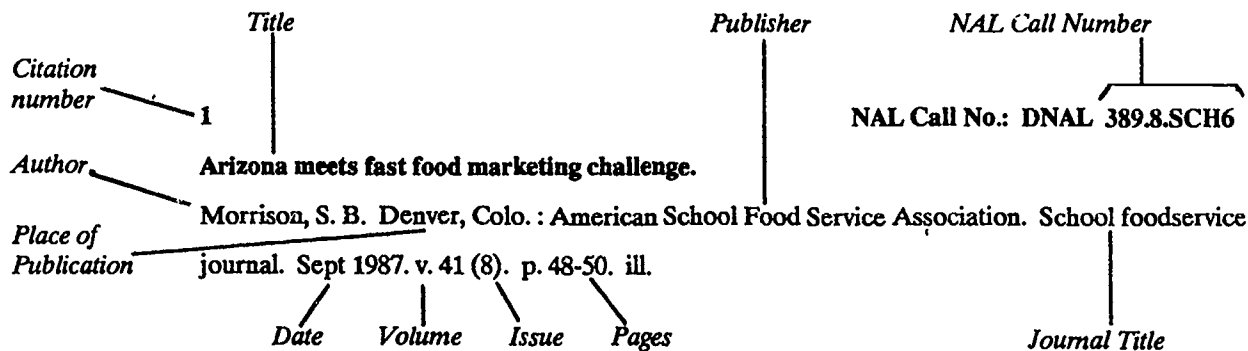 Title Publisher NAL Call Number
Citation
number
1 NAL Call No.: DNAL 389.8.SCH6
Author Arizona meets fast food marketing challenge.
Morrison, S. B. Denver, Colo. : American School Food Service Association. School foodservice
Place of
Publication journal. Sept 1987. v. 41 (8). p. 48-50. ill.
Date Volume Issue Pages Journal Title